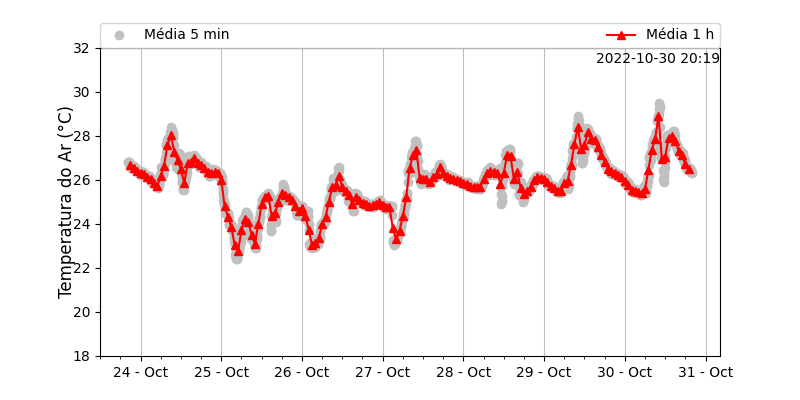 Média 5 min
Média 1 h
2022-10-30 20:19
Temperatura do Ar (°C)
32
30
28
26
24
22
20
18
24 - Oct
25 - Oct
26 - Oct
27 - Oct
28 - Oct
29 - Oct
30 - Oct
31 - Oct